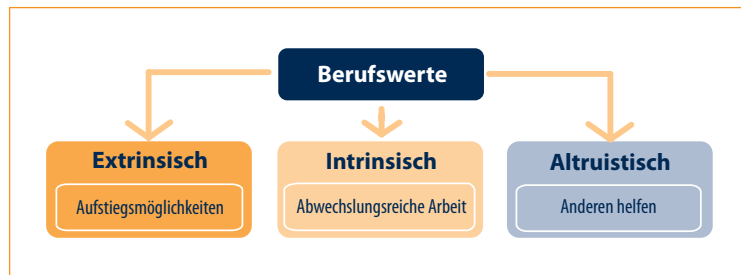 Berufswerte
Extrinsisch
Intrinsisch
Altruistisch
Aufstiegsmöglichkeiten
Abwechslungsreiche Arbeit
Anderen helfen